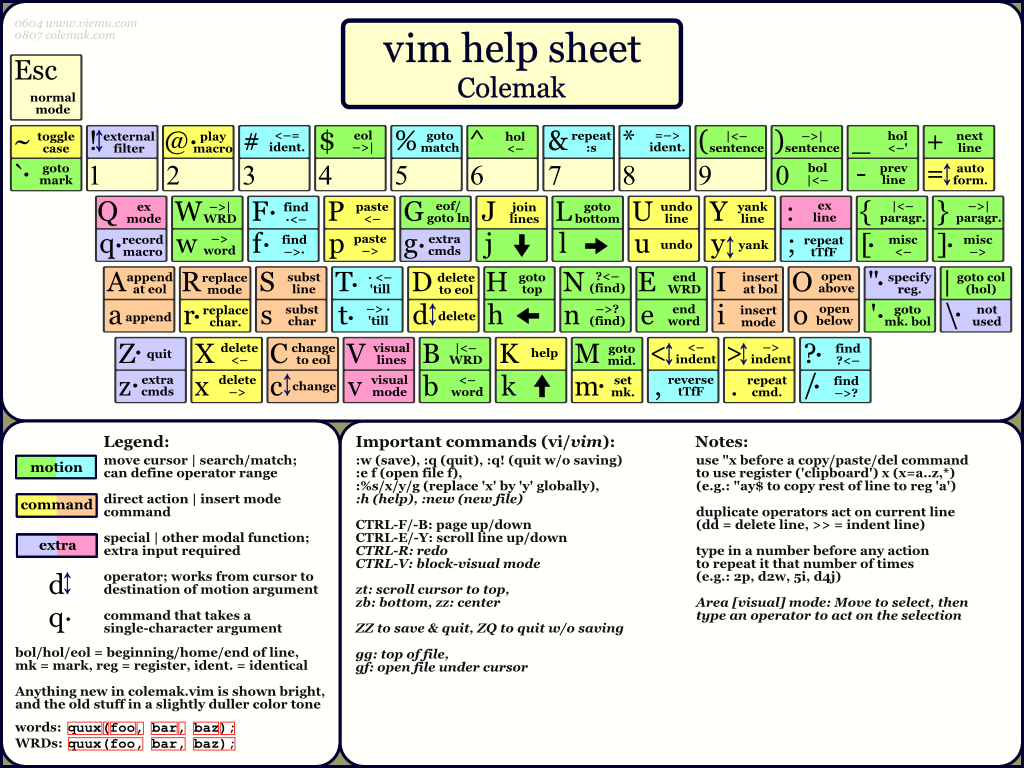 0604 www.viemu.com
0807 colemak.com
vim help sheet
Colemak
Esc
normal
mode
~ toggle case
! external filter
@· play macro
# <-= ident.
$ eol ->|
% goto match
^ hol <-
& repeat :s
* =-> ident.
( |<- sentence
) ->| sentence
_ hol <-'
+ next line
`· goto mark
1
2
3
4
5
6
7
8
9
0 bol |<-
- prev line
= auto form.
Q ex mode
W ->| WRD
F· find ·<-
P paste <-
G eof/ goto ln
J join lines
L goto bottom
U undo line
Y yank line
: ex line
{ |<- paragr.
} ->| paragr.
q· record macro
w -> word
f· find ->·
p paste ->
g· extra cmds
j
l
u undo
y yank
; repeat tTfF
[· misc <-
]· misc ->
A append at eol
R replace mode
S subst line
T· ·<- 'till
D delete to eol
H goto top
N ?<- (find)
E end WRD
I insert at bol
O open above
"· specify reg.
| goto col (hol)
a append
r· replace char.
s subst char
t· ->· 'till
d delete
h
n ->? (find)
e end word
i insert mode
o open below
'· goto mk. bol
\· not used
Z· quit
X delete <-
C change to eol
V visual lines
B |<- WRD
K help
M goto mid.
< <- indent
> -> indent
?· find ?<-
z· extra cmds
x delete ->
c change
v visual mode
b <- word
k
m· set mk.
, reverse tTfF
. repeat cmd.
/· find ->?
Legend:
motion move cursor | search/match;
can define operator range
command direct action | insert mode
command
extra special | other modal function;
extra input required
d operator; works from cursor to
destination of motion argument
q· command that takes a
single-character argument
bol/hol/eol = beginning/home/end of line,
mk = mark, reg = register, ident. = identical
Anything new in colemak.vim is shown bright,
and the old stuff in a slightly duller color tone
words: quux(foo, bar, baz);
WRDs: quux(foo, bar, baz);
Important commands (vi/vim):
:w (save), :q (quit), :q! (quit w/o saving)
:e f (open file f),
:%s/x/y/g (replace 'x' by 'y' globally),
:h (help), :new (new file)
CTRL-F/-B: page up/down
CTRL-E/-Y: scroll line up/down
CTRL-R: redo
CTRL-V: block-visual mode
zt: scroll cursor to top,
zb: bottom, zz: center
ZZ to save & quit, ZQ to quit w/o saving
gg: top of file,
gf: open file under cursor
Notes:
use "x before a copy/paste/del command
to use register ('clipboard') x (x=a..z,*)
(e.g.: "ay$ to copy rest of line to reg 'a')
duplicate operators act on current line
(dd = delete line, >> = indent line)
type in a number before any action
to repeat it that number of times
(e.g.: 2p, d2w, 5i, d4j)
Area [visual] mode: Move to select, then
type an operator to act on the selection